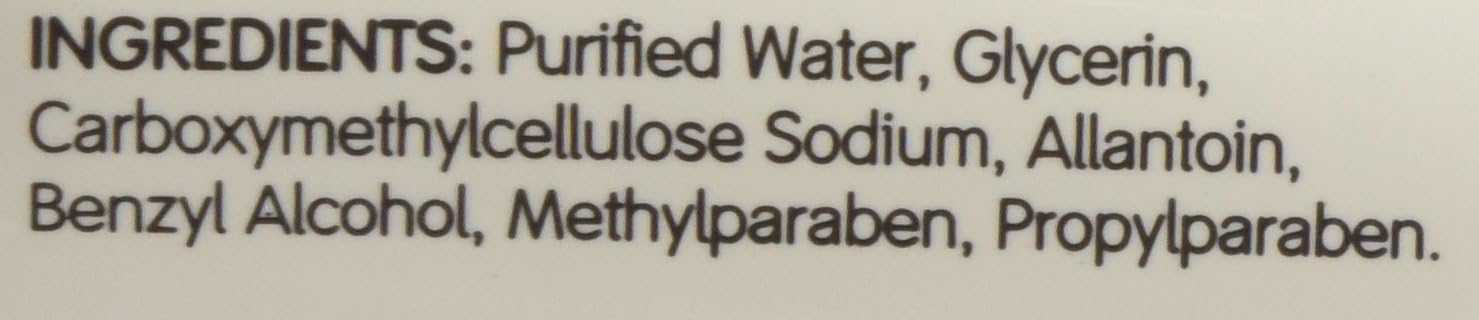 INGREDIENTS: Purified Water, Glycerin,
Carboxymethylcellulose Sodium, Allantoin,
Benzyl Alcohol, Methylparaben, Propylparaben.